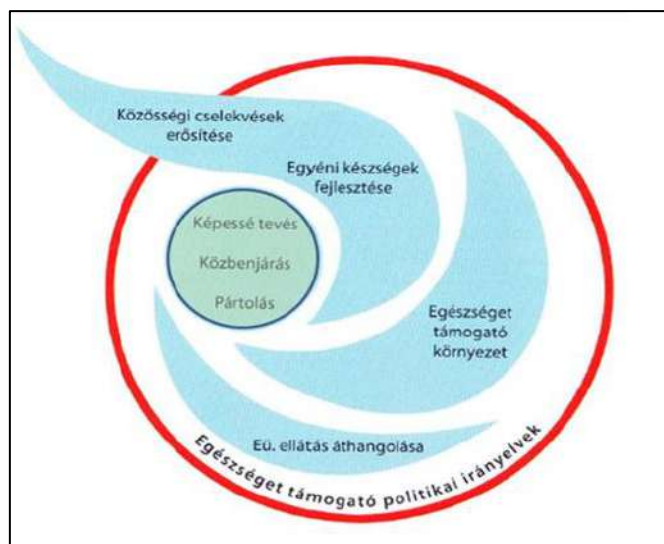 Közösségi cselekvések
erősítése
Egyéni készségek
fejlesztése
Képessé tevés
Közbenjárás
Pártolás
Egészséget
támogató
környezet
Eü. ellátás áthangolása
Egészséget támogató politikai irányelvek